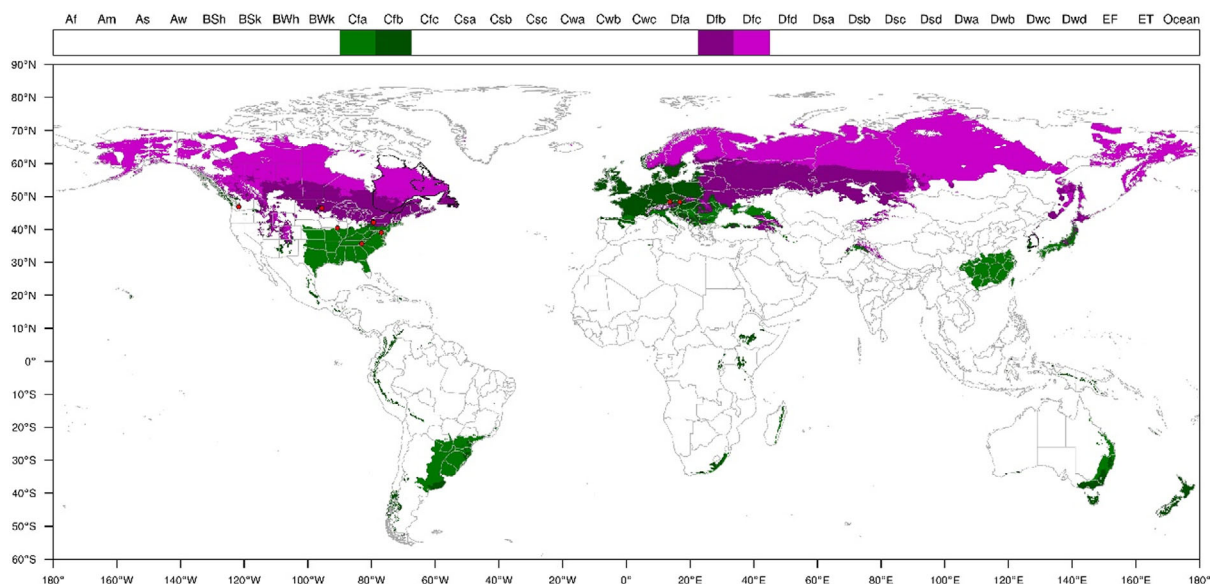 Af Am As Aw BSh BSk BWh BWk Cfa Cfb Cfc Csa Csb Csc Cwa Cwb Cwc Dfa Dfb Dfc Dfd Dsa Dsb Dsc Dsd Dwa Dwb Dwc Dwd EF ET Ocean
90°N
80°N
70°N
60°N
50°N
40°N
30°N
20°N
10°N
0°
10°S
20°S
30°S
40°S
50°S
60°S
180° 160°W 140°W 120°W 100°W 80°W 60°W 40°W 20°W 0° 20°E 40°E 60°E 80°E 100°E 120°E 140°E 160°E 180°